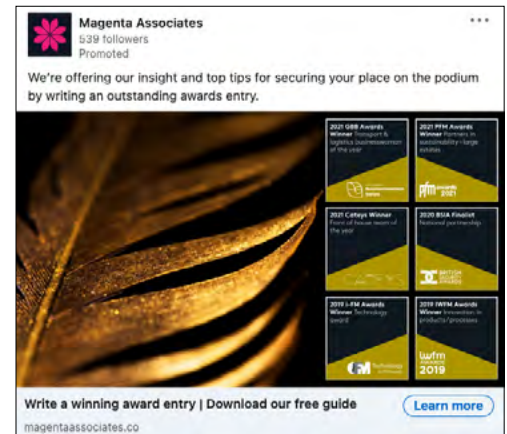 Magenta Associates
539 followers
Promoted
We're offering our insight and top tips for securing your place on the podium
by writing an outstanding awards entry.
2021 GBB Awards
Winner Transport &
logistics businesswoman
of the year
2021 PFM Awards
Winner Partners in
sustainability - large
estates
pfm awards
2021
2021 Cateys Winner
Front of house team of
the year
2020 BSIA Finalist
National partnership
BRITISH
SECURITY
AWARDS
2019 i-FM Awards
Winner Technology
award
Technology
2019 IWFM Awards
Winner Innovation in
products/processes
iwfm
AWARDS
2019
Write a winning award entry | Download our free guide
Learn more
magentaassociates.co